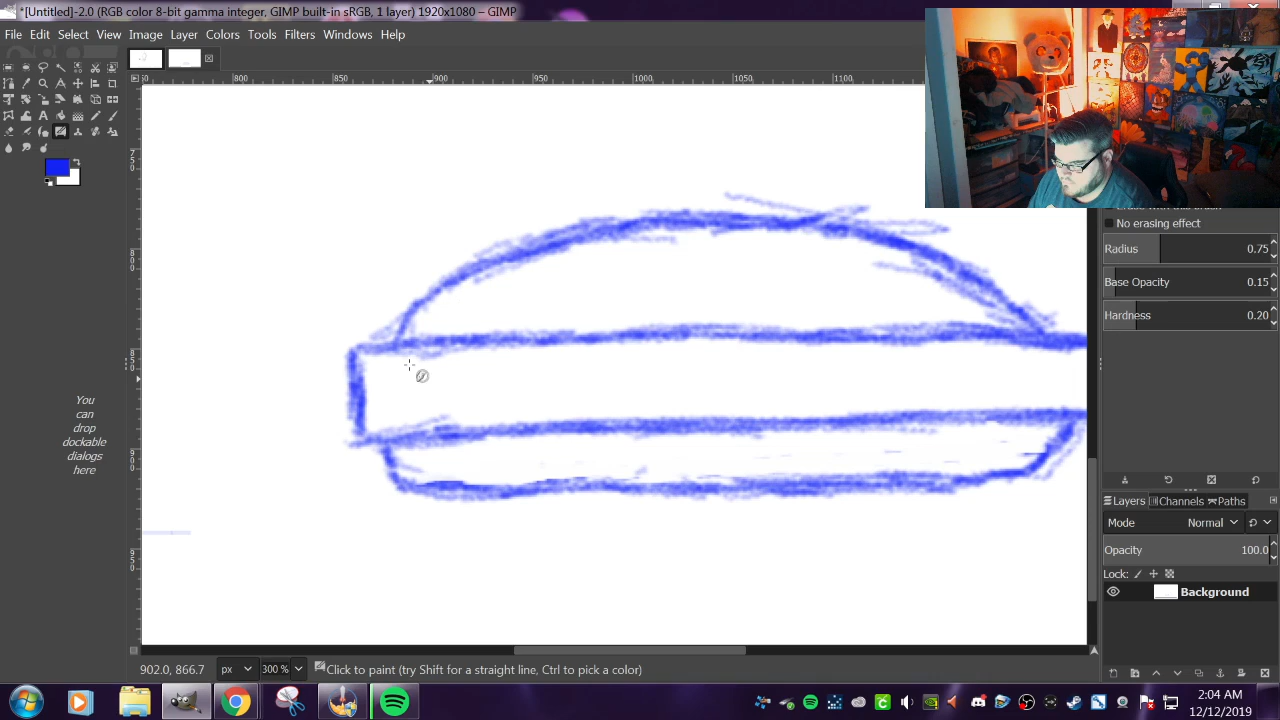 *[Untitled]-2.0 (RGB color 8-bit gamma integer, GIMP built-in sRGB, 1 layer) 1920x1080 – GIMP
File Edit Select View Image Layer Colors Tools Filters Windows Help
800 850 900 950 1000 1050 1100
You
can
drop
dockable
dialogs
here
No erasing effect
Radius 0.75
Base Opacity 0.15
Hardness 0.20
Layers Channels Paths
Mode Normal
Opacity 100.0
Lock:
Background
902.0, 866.7 px 300 % Click to paint (try Shift for a straight line, Ctrl to pick a color)
2:04 AM
12/12/2019